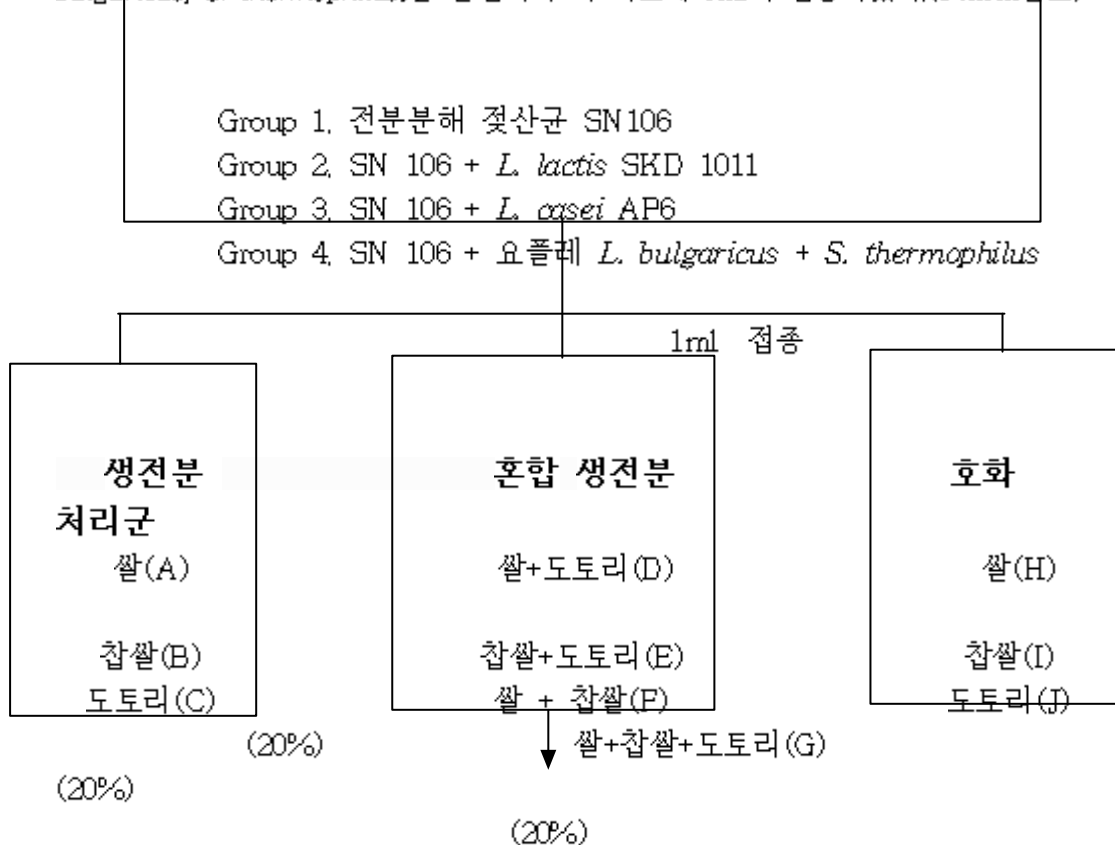 Group 1, 전분분해 젖산균 SN106
Group 2, SN 106 + L. lactis SKD 1011
Group 3, SN 106 + L. casei AP6
Group 4, SN 106 + 요플레 L. bulgaricus + S. thermophilus
1ml 접종
생전분
처리군
쌀(A)
찹쌀(B)
도토리(C)
(20%)
(20%)
혼합 생전분
쌀+도토리(D)
찹쌀+도토리(E)
쌀 + 찹쌀(F)
쌀+찹쌀+도토리(G)
(20%)
호화
쌀(H)
찹쌀(I)
도토리(J)